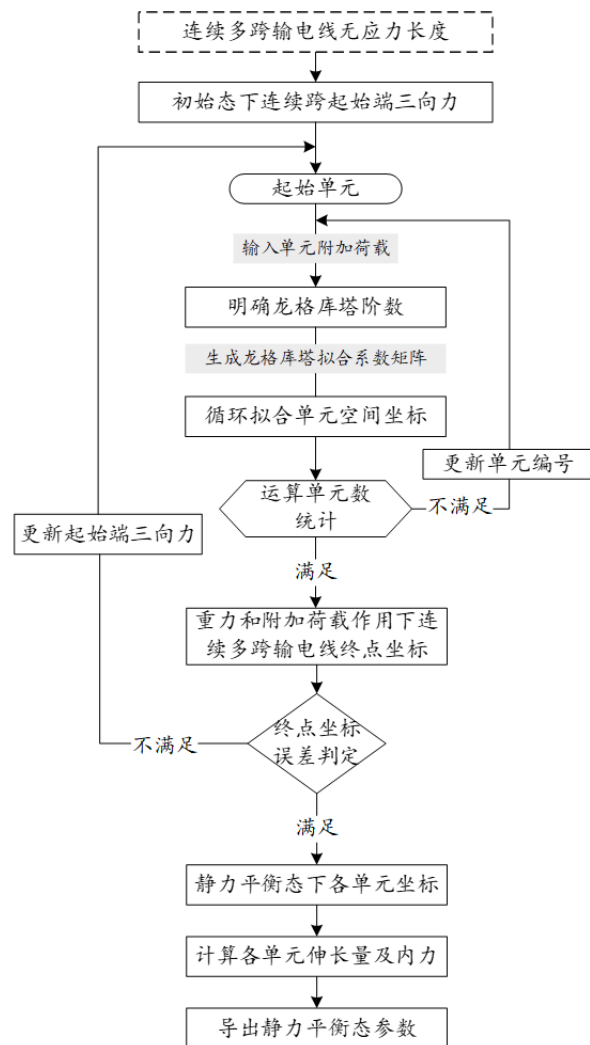 连续多跨输电线无应力长度
初始态下连续跨起始端三向力
起始单元
输入单元附加荷载
明确龙格库塔阶数
生成龙格库塔拟合系数矩阵
循环拟合单元空间坐标
更新单元编号
运算单元数
统计
不满足
更新起始端三向力
满足
重力和附加荷载作用下连
续多跨输电线终点坐标
终点坐标
误差判定
不满足
满足
静力平衡态下各单元坐标
计算各单元伸长量及内力
导出静力平衡态参数